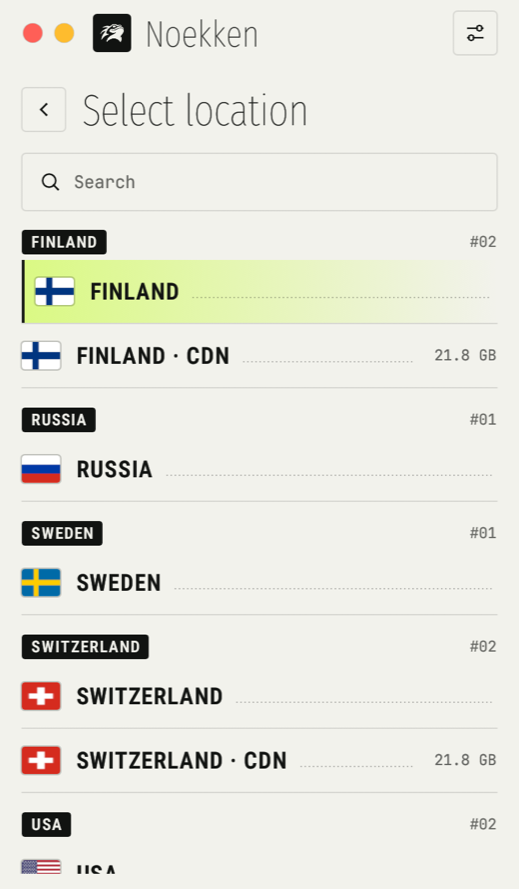 Noekken
Select location
Search
FINLAND #02
FINLAND
FINLAND · CDN 21.8 GB
RUSSIA #01
RUSSIA
SWEDEN #01
SWEDEN
SWITZERLAND #02
SWITZERLAND
SWITZERLAND · CDN 21.8 GB
USA #02
USA